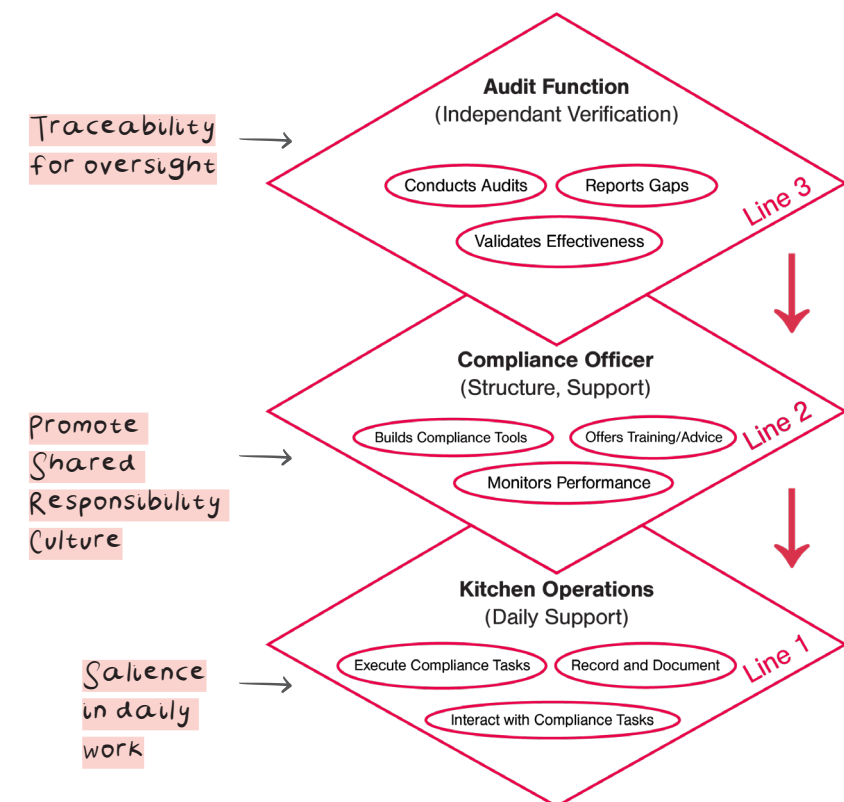 Audit Function
(Independant Verification)
Traceability
for oversight
Conducts Audits
Reports Gaps
Validates Effectiveness
Line 3
Compliance Officer
(Structure, Support)
Promote
Shared
Responsibility
Culture
Builds Compliance Tools
Offers Training/Advice
Monitors Performance
Line 2
Kitchen Operations
(Daily Support)
Salience
in daily
work
Execute Compliance Tasks
Record and Document
Interact with Compliance Tasks
Line 1